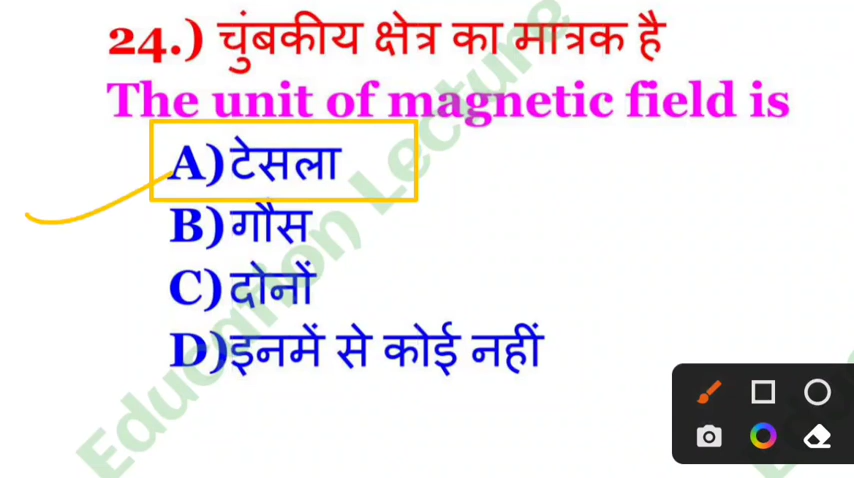 24.) चुंबकीय क्षेत्र का मात्रक है
The unit of magnetic field is
A)टेसला
B)गौस
C)दोनों
D)इनमें से कोई नहीं
Education Lecture